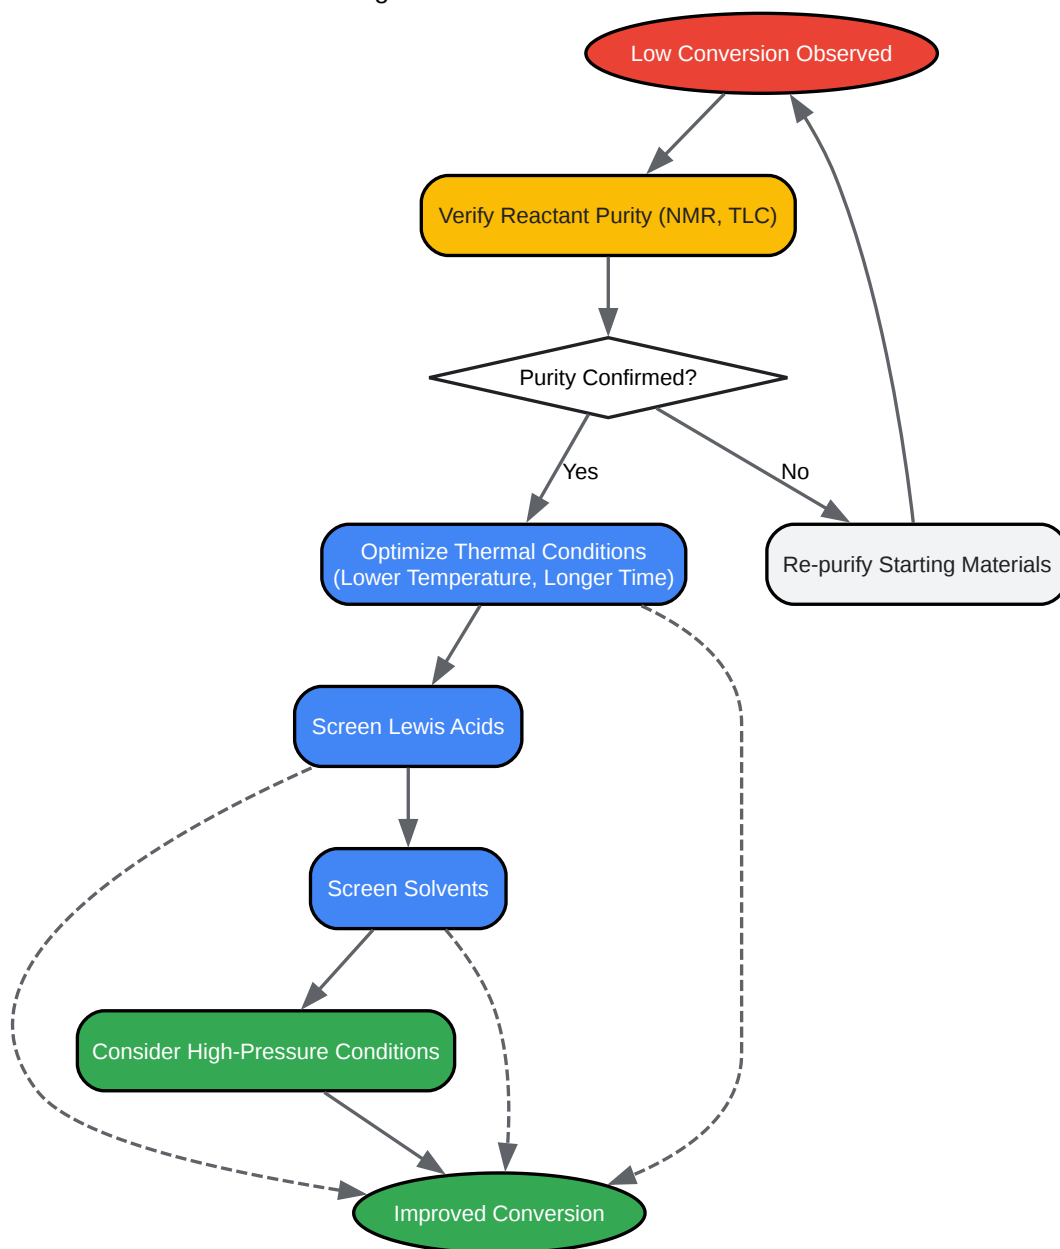 Low Conversion Observed
Verify Reactant Purity (NMR, TLC)
Purity Confirmed?
Yes
No
Optimize Thermal Conditions
(Lower Temperature, Longer Time)
Re-purify Starting Materials
Screen Lewis Acids
Screen Solvents
Consider High-Pressure Conditions
Improved Conversion